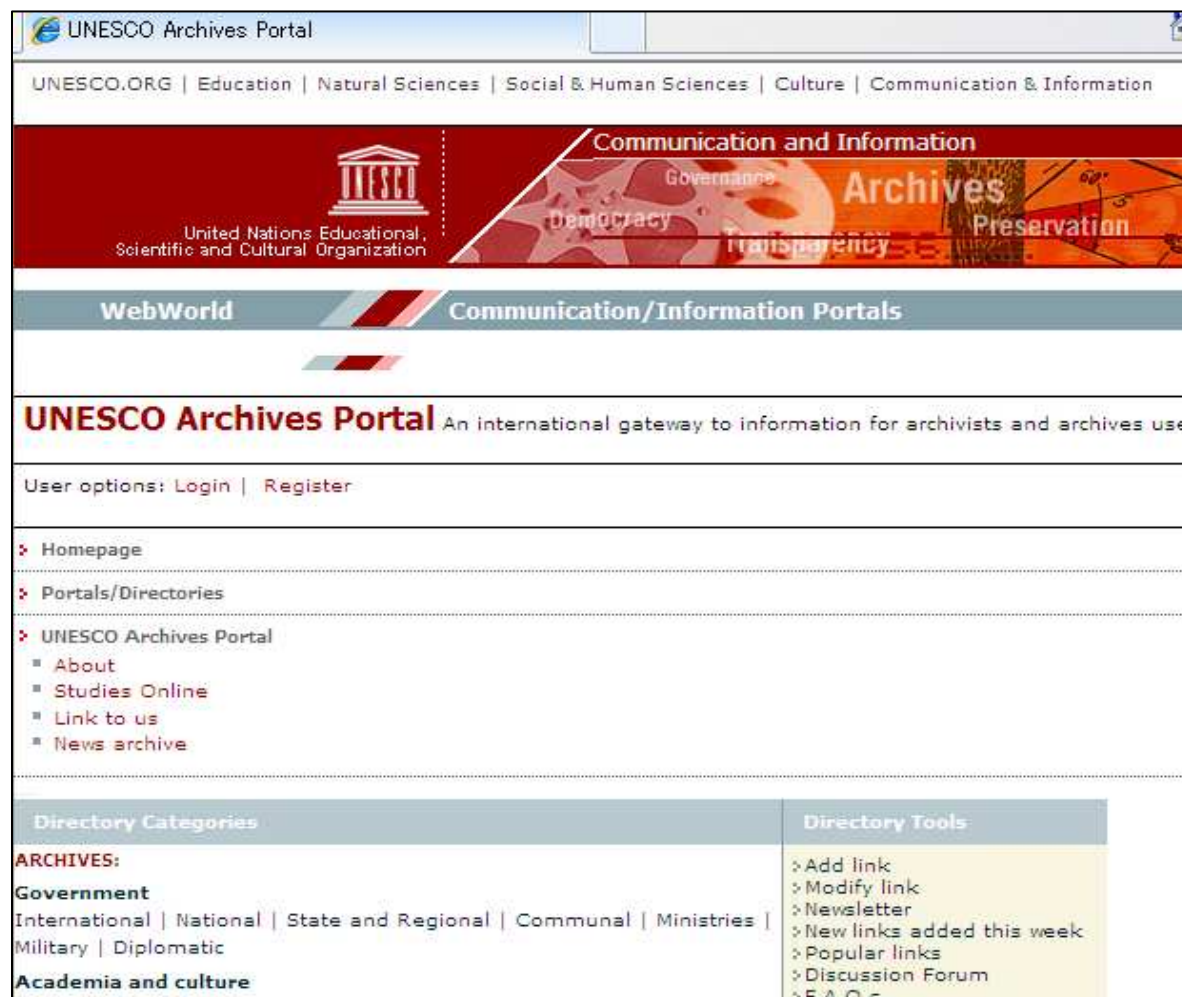 UNESCO Archives Portal
UNESCO.ORG | Education | Natural Sciences | Social & Human Sciences | Culture | Communication & Information
Communication and Information
Governance
Archives
Democracy
Transparency
Preservation
60°
UNESCO
United Nations Educational,
Scientific and Cultural Organization
WebWorld
Communication/Information Portals
UNESCO Archives Portal An international gateway to information for archivists and archives use
User options: Login | Register
Homepage
Portals/Directories
UNESCO Archives Portal
About
Studies Online
Link to us
News archive
Directory Categories
ARCHIVES:
Government
International | National | State and Regional | Communal | Ministries |
Military | Diplomatic
Academia and culture
Directory Tools
>Add link
>Modify link
>Newsletter
>New links added this week
>Popular links
>Discussion Forum